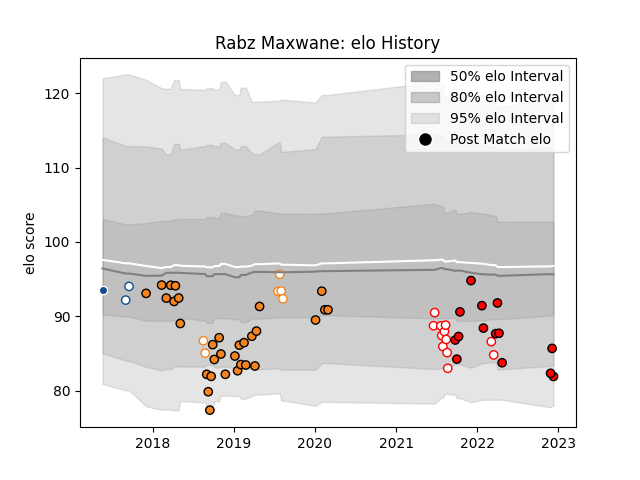 Rabz Maxwane: elo History
50% elo Interval
80% elo Interval
95% elo Interval
Post Match elo
elo score
120
110
100
90
80
2018 2019 2020 2021 2022 2023